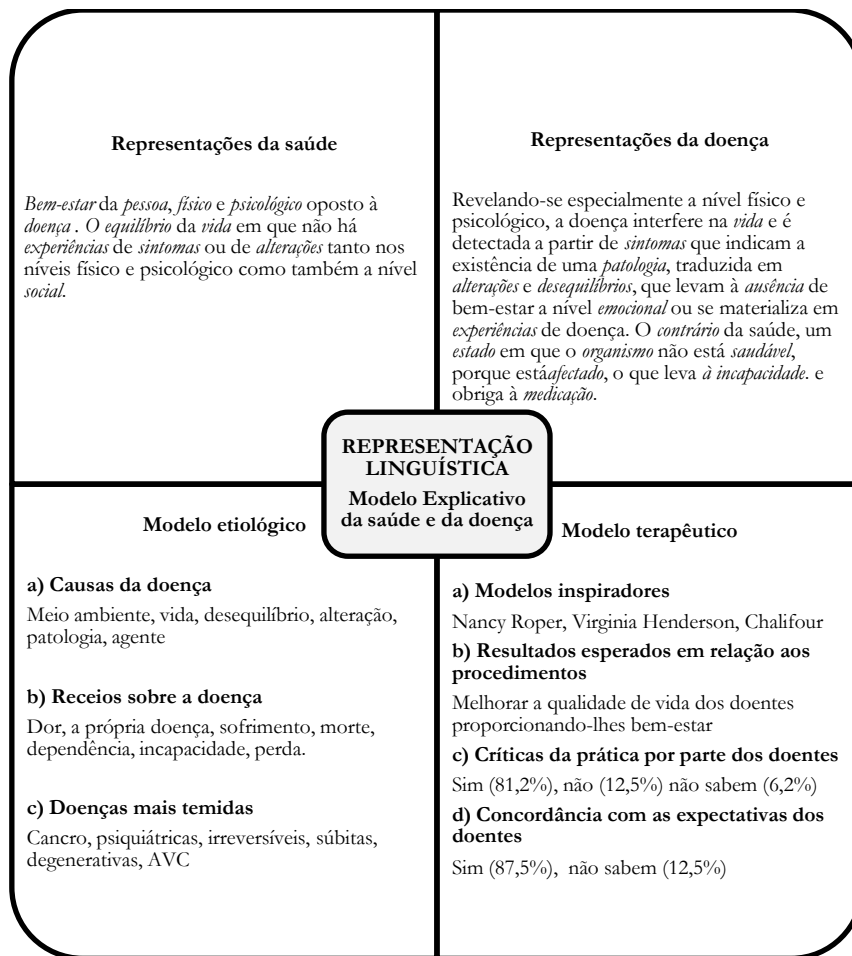 Representações da saúde
Bem-estar da pessoa, físico e psicológico oposto à
doença . O equilíbrio da vida em que não há
experiências de sintomas ou de alterações tanto nos
níveis físico e psicológico como também a nível
social.
Representações da doença
Revelando-se especialmente a nível físico e
psicológico, a doença interfere na vida e é
detectada a partir de sintomas que indicam a
existência de uma patologia, traduzida em
alterações e desequilíbrios, que levam à ausência de
bem-estar a nível emocional ou se materializa em
experiências de doença. O contrário da saúde, um
estado em que o organismo não está saudável,
porque estáafectado, o que leva à incapacidade. e
obriga à medicação.
REPRESENTAÇÃO
LINGUÍSTICA
Modelo Explicativo
da saúde e da doença
Modelo etiológico
a) Causas da doença
Meio ambiente, vida, desequilíbrio, alteração,
patologia, agente
b) Receios sobre a doença
Dor, a própria doença, sofrimento, morte,
dependência, incapacidade, perda.
c) Doenças mais temidas
Cancro, psiquiátricas, irreversíveis, súbitas,
degenerativas, AVC
Modelo terapêutico
a) Modelos inspiradores
Nancy Roper, Virginia Henderson, Chalifour
b) Resultados esperados em relação aos
procedimentos
Melhorar a qualidade de vida dos doentes
proporcionando-lhes bem-estar
c) Críticas da prática por parte dos doentes
Sim (81,2%), não (12,5%) não sabem (6,2%)
d) Concordância com as expectativas dos
doentes
Sim (87,5%), não sabem (12,5%)